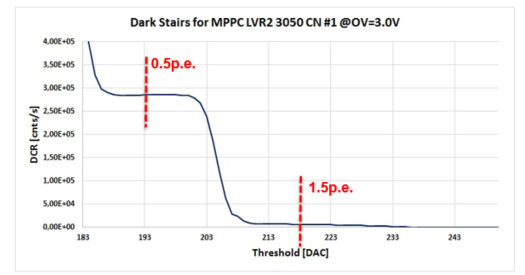 Dark Stairs for MPPC LVR2 3050 CN #1 @OV=3.0V
4,00E+05
3,50E+05
3,00E+05
2,50E+05
2,00E+05
1,50E+05
1,00E+05
5,00E+04
0,00E+00
DCR [cnts/s]
0.5p.e.
1.5p.e.
183 193 203 213 223 233 243
Threshold [DAC]